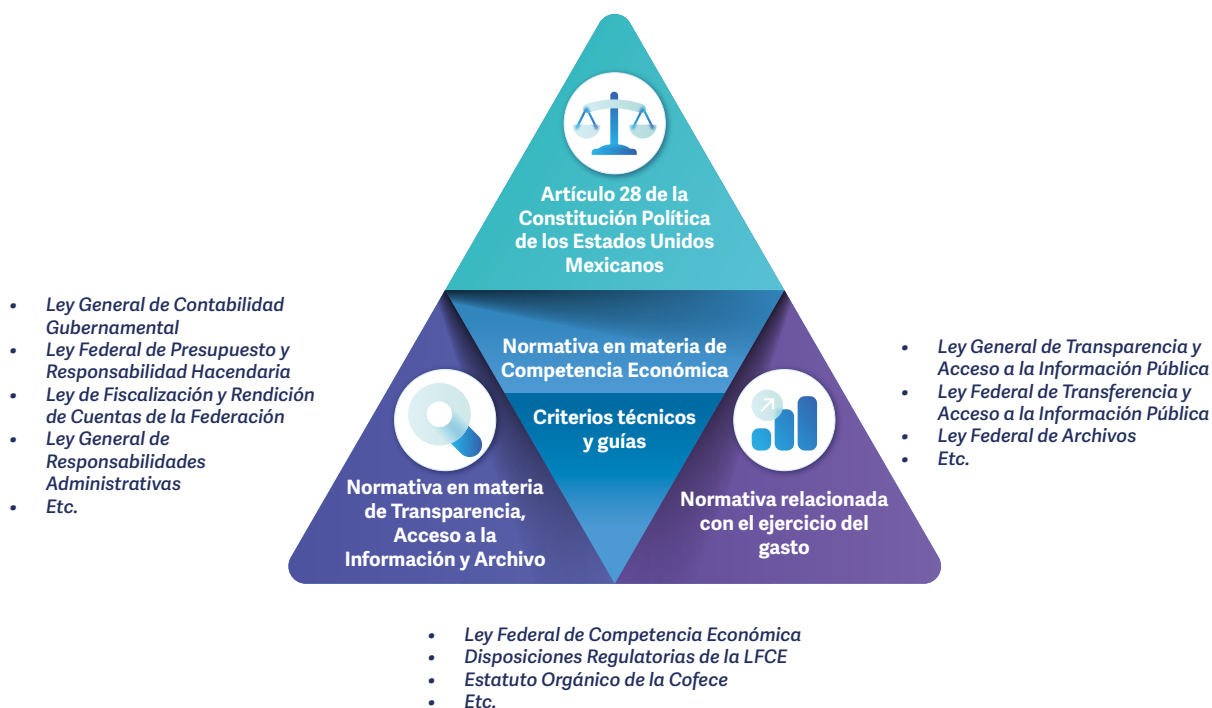 Artículo 28 de la
Constitución Política
de los Estados Unidos
Mexicanos
• Ley General de Contabilidad
Gubernamental
• Ley Federal de Presupuesto y
Responsabilidad Hacendaria
• Ley de Fiscalización y Rendición
de Cuentas de la Federación
• Ley General de
Responsabilidades
Administrativas
• Etc.
Normativa en materia de
Competencia Económica
Criterios técnicos
y guías
Normativa en materia
de Transparencia,
Acceso a la
Información y Archivo
Normativa relacionada
con el ejercicio del
gasto
• Ley General de Transparencia y
Acceso a la Información Pública
• Ley Federal de Transferencia y
Acceso a la Información Pública
• Ley Federal de Archivos
• Etc.
• Ley Federal de Competencia Económica
• Disposiciones Regulatorias de la LFCE
• Estatuto Orgánico de la Cofece
• Etc.